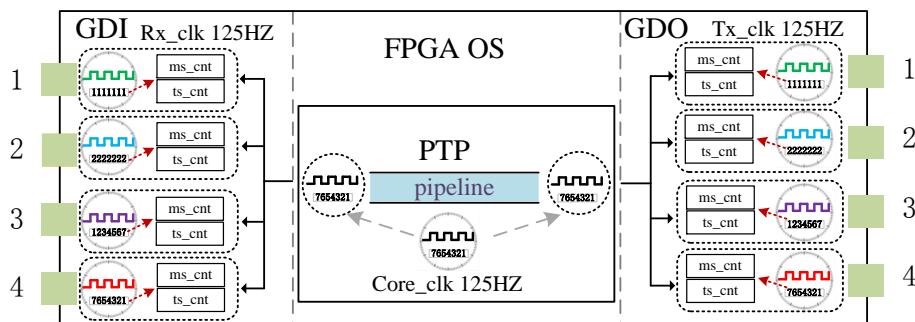 GDI
Rx_clk 125HZ
1
1111111
ms_cnt
ts_cnt
2
2222222
ms_cnt
ts_cnt
3
1234567
ms_cnt
ts_cnt
4
7654321
ms_cnt
ts_cnt
FPGA OS
PTP
7654321
pipeline
7654321
7654321
Core_clk 125HZ
GDO
Tx_clk 125HZ
ms_cnt
ts_cnt
1111111
1
ms_cnt
ts_cnt
2222222
2
ms_cnt
ts_cnt
1234567
3
ms_cnt
ts_cnt
7654321
4